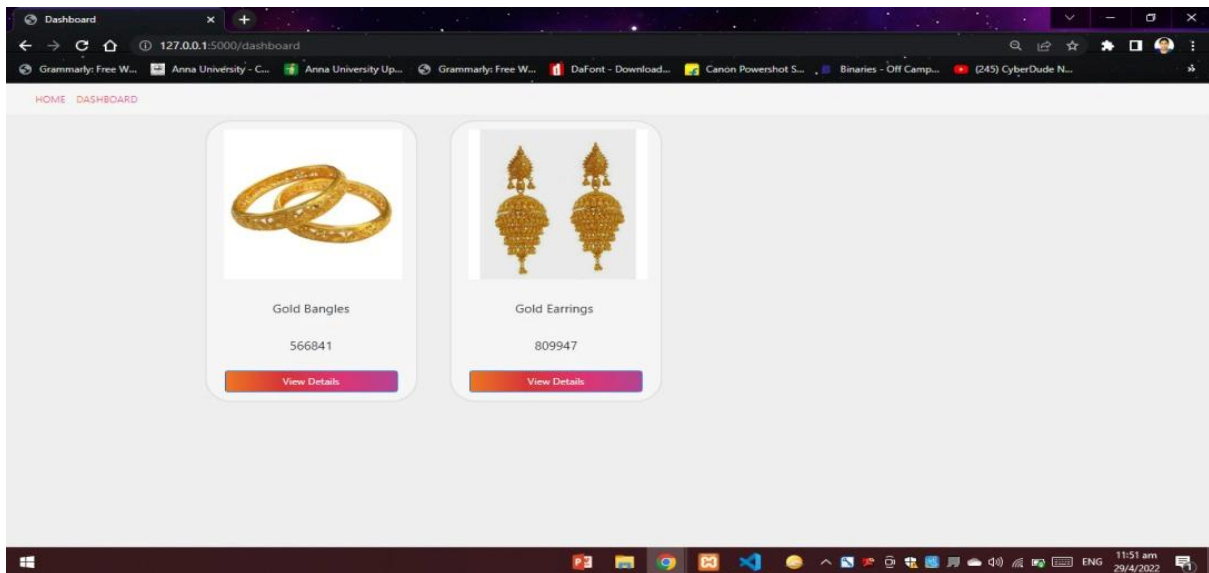 Dashboard
127.0.0.1:5000/dashboard
Grammarly: Free W... Anna University - C... Anna University Up... Grammarly: Free W... DaFont - Download... Canon Powershot S... Binaries - Off Camp... (245) CyberDude N...
HOME DASHBOARD
Gold Bangles Gold Earrings
566841 809947
View Details View Details
ENG 11:51 am
29/4/2022